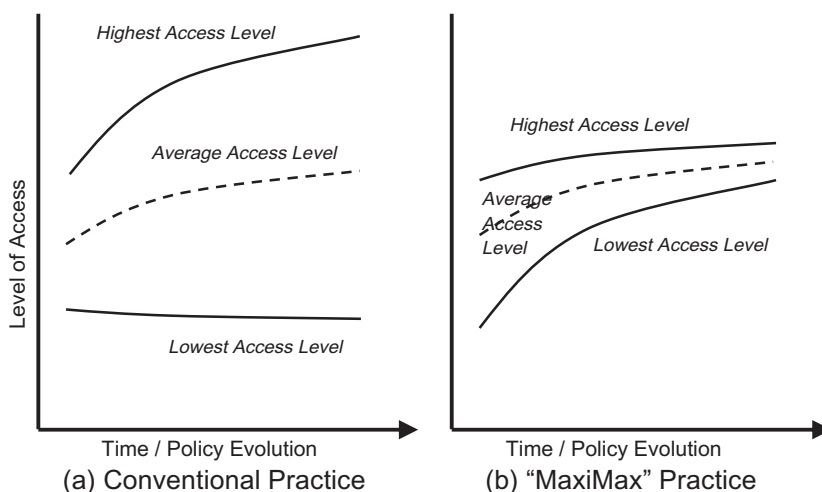 Highest Access Level
Average Access Level
Lowest Access Level
Level of Access
Time / Policy Evolution
(a) Conventional Practice
Highest Access Level
Average
Access
Level
Lowest Access Level
Time / Policy Evolution
(b) “MaxiMax” Practice